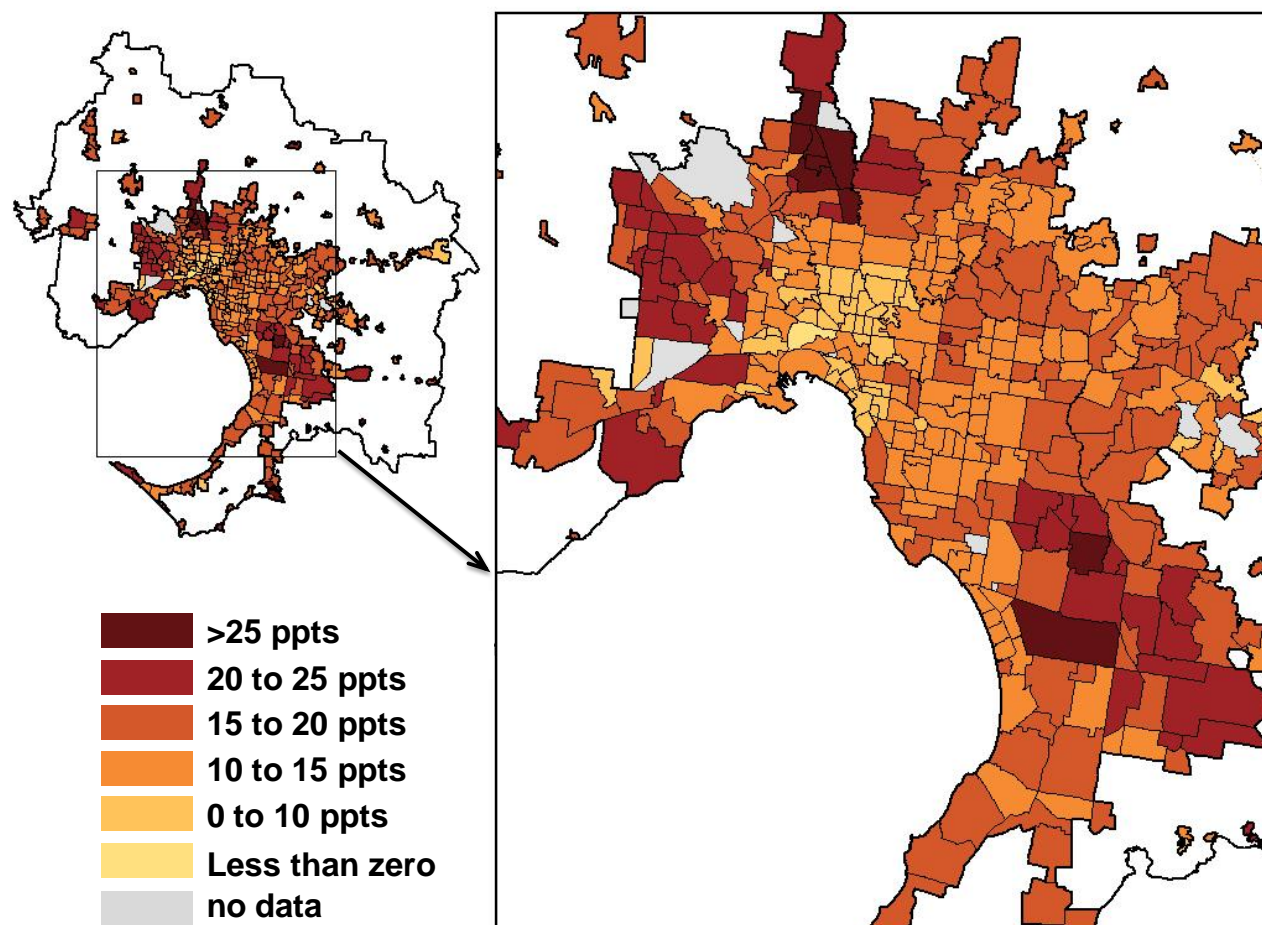 >25 ppts
20 to 25 ppts
15 to 20 ppts
10 to 15 ppts
0 to 10 ppts
Less than zero
no data